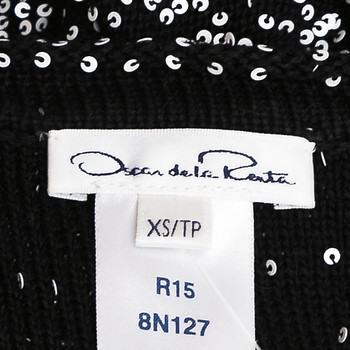 Oscar de la Renta
XS/TP
R15
8N127